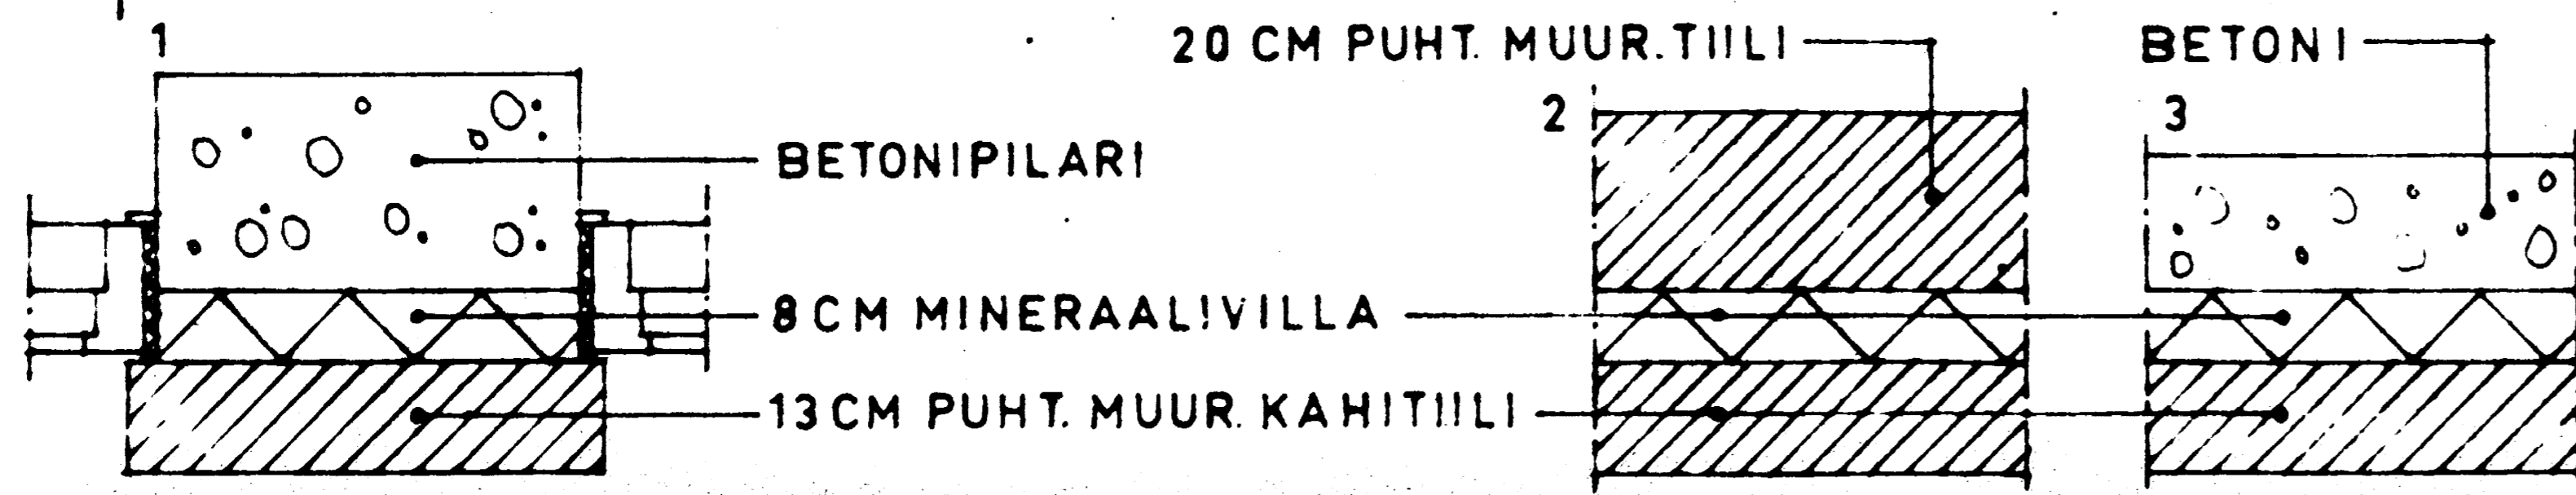 1
20 CM PUHT. MUUR. TIILI
BETONI
2
3
BETONIPILARI
8 CM MINERAALIVILLA
13 CM PUHT. MUUR. KAHITIILI